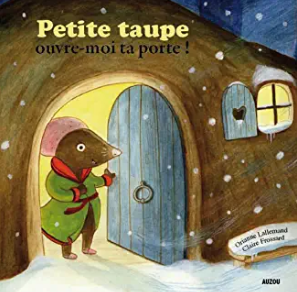 Petite taupe
ouvre-moi ta porte !
Orianne Lallemand
Claire Frossard
AUZOU